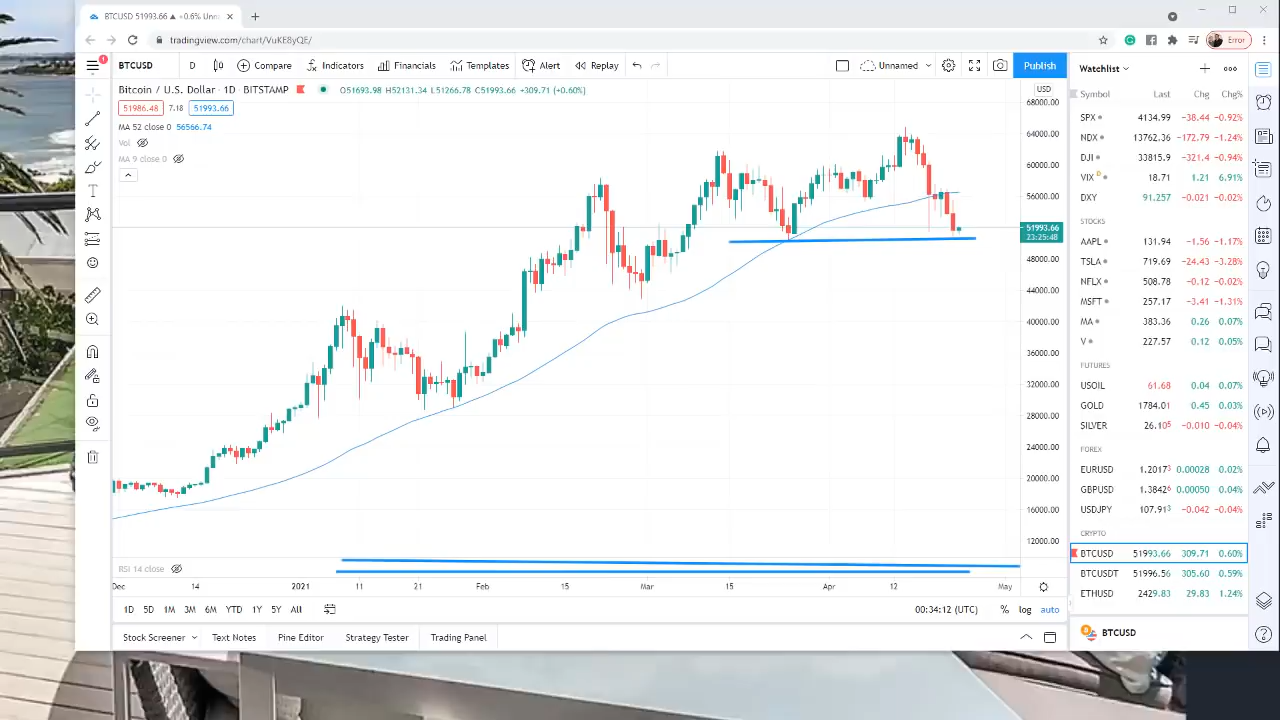 BTCUSD 51993.66 ▲ +0.6% Unna
tradingview.com/chart/VuKE8yQE/
Error
1
BTCUSD D Compare Indicators Financials Templates Alert Replay Unnamed Publish
Bitcoin / U.S. Dollar · 1D · BITSTAMP O51693.98 H52131.34 L51266.78 C51993.66 +309.71 (+0.60%)
51986.48 7.18 51993.66
MA 52 close 0 56566.74
Vol
MA 9 close 0
USD
68000.00
64000.00
60000.00
56000.00
51993.66
23:25:48
48000.00
44000.00
40000.00
36000.00
32000.00
28000.00
24000.00
20000.00
16000.00
12000.00
RSI 14 close
Dec 14 2021 11 21 Feb 15 Mar 15 Apr 12 May
1D 5D 1M 3M 6M YTD 1Y 5Y All 00:34:12 (UTC) % log auto
Stock Screener Text Notes Pine Editor Strategy Tester Trading Panel
Watchlist
Symbol Last Chg Chg%
SPX 4134.99 −38.44 −0.92%
NDX 13762.36 −172.79 −1.24%
DJI 33815.9 −321.4 −0.94%
VIX D 18.71 1.21 6.91%
DXY 91.257 −0.021 −0.02%
STOCKS
AAPL 131.94 −1.56 −1.17%
TSLA 719.69 −24.43 −3.28%
NFLX 508.78 −0.12 −0.02%
MSFT 257.17 −3.41 −1.31%
MA 383.36 0.26 0.07%
V 227.57 0.12 0.05%
FUTURES
USOIL 61.68 0.04 0.07%
GOLD 1784.01 0.45 0.03%
SILVER 26.105 −0.010 −0.04%
FOREX
EURUSD 1.20173 0.00028 0.02%
GBPUSD 1.38426 0.00050 0.04%
USDJPY 107.913 −0.042 −0.04%
CRYPTO
BTCUSD 51993.66 309.71 0.60%
BTCUSDT 51996.56 305.60 0.59%
ETHUSD 2429.83 29.83 1.24%
BTCUSD